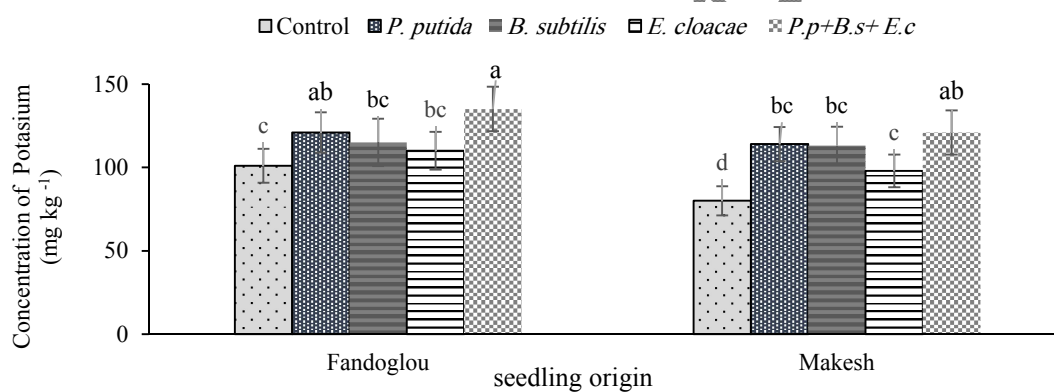 Control P. putida B. subtilis E. cloacae P.p+B.s+ E.c
Concentration of Potasium
(mg kg -1)
150
100
50
0
c ab bc bc a
d bc bc c ab
Fandoglou Makesh
seedling origin